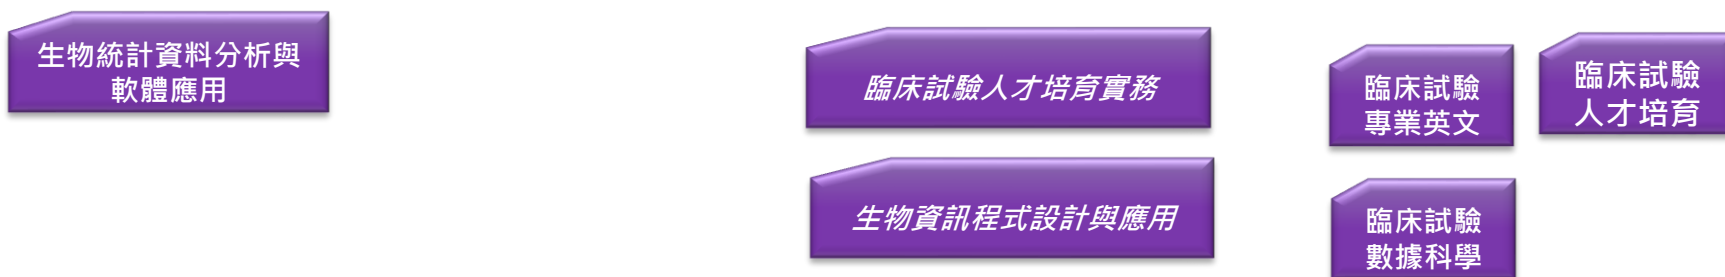 生物統計資料分析與
軟體應用
臨床試驗人才培育實務
生物資訊程式設計與應用
臨床試驗
專業英文
臨床試驗
人才培育
臨床試驗
數據科學